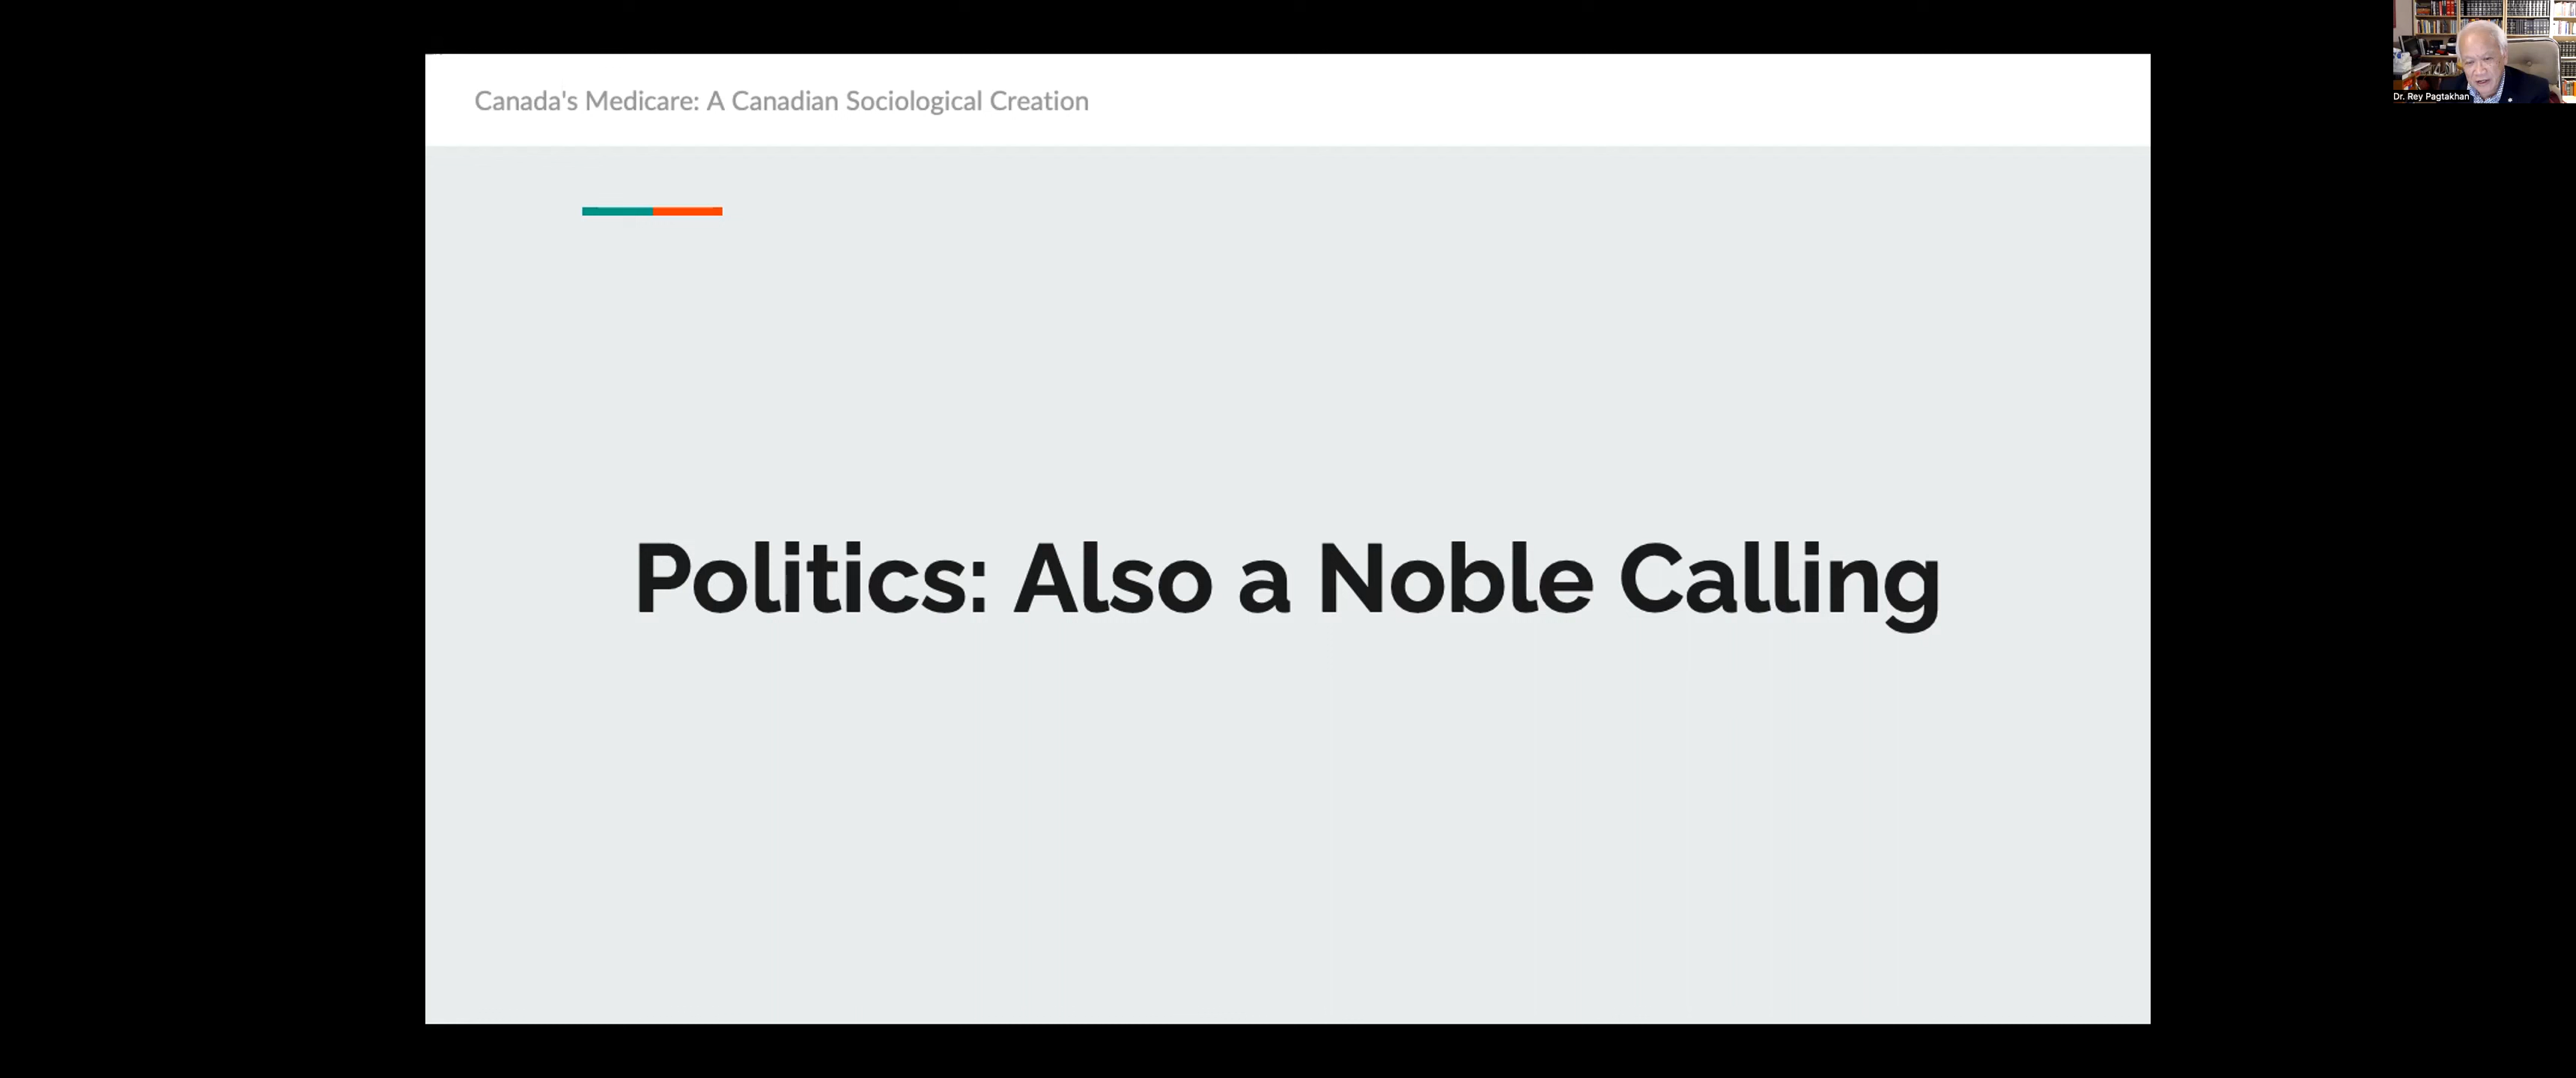 Canada's Medicare: A Canadian Sociological Creation
Dr. Rey Pagtakhan
Politics: Also a Noble Calling